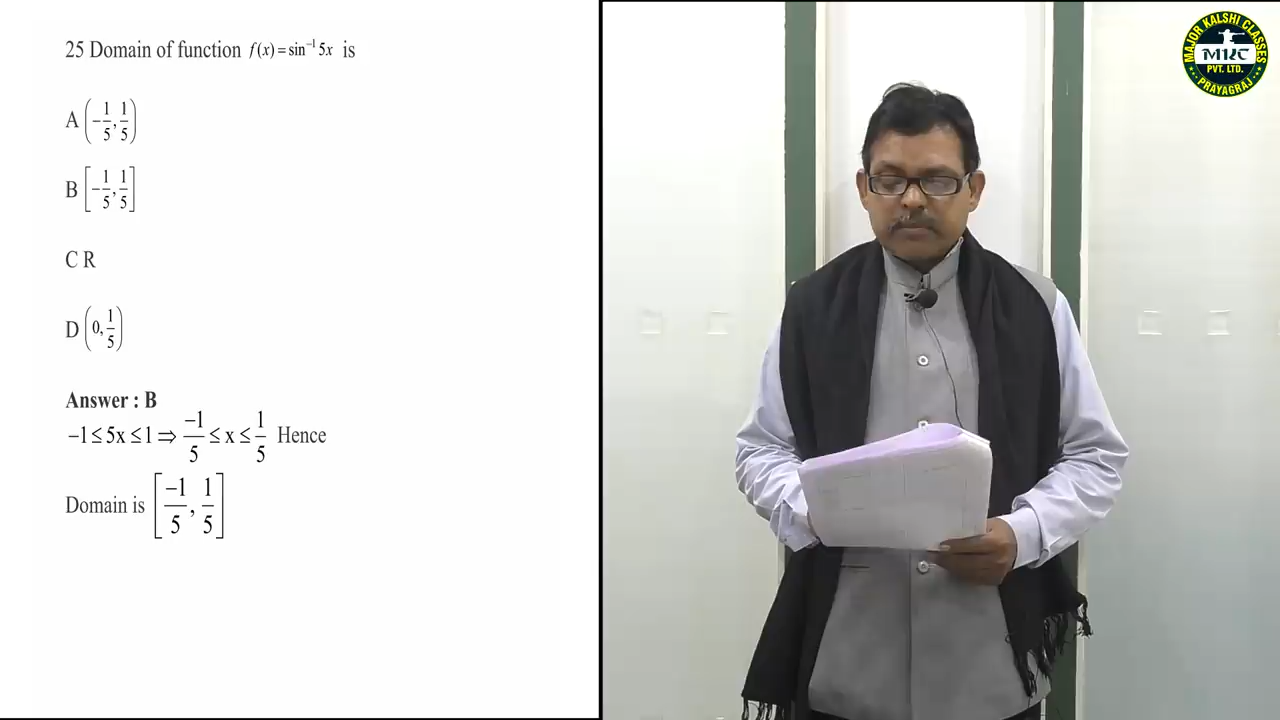 25 Domain of function f(x) = sin⁻¹ 5x is
A (−1/5, 1/5)
B [−1/5, 1/5]
C R
D (0, 1/5)
Answer : B
−1 ≤ 5x ≤ 1 ⇒ −1/5 ≤ x ≤ 1/5 Hence
Domain is [−1/5, 1/5]
MAJOR KALSHI CLASSES
MKC
PVT. LTD.
PRAYAGRAJ